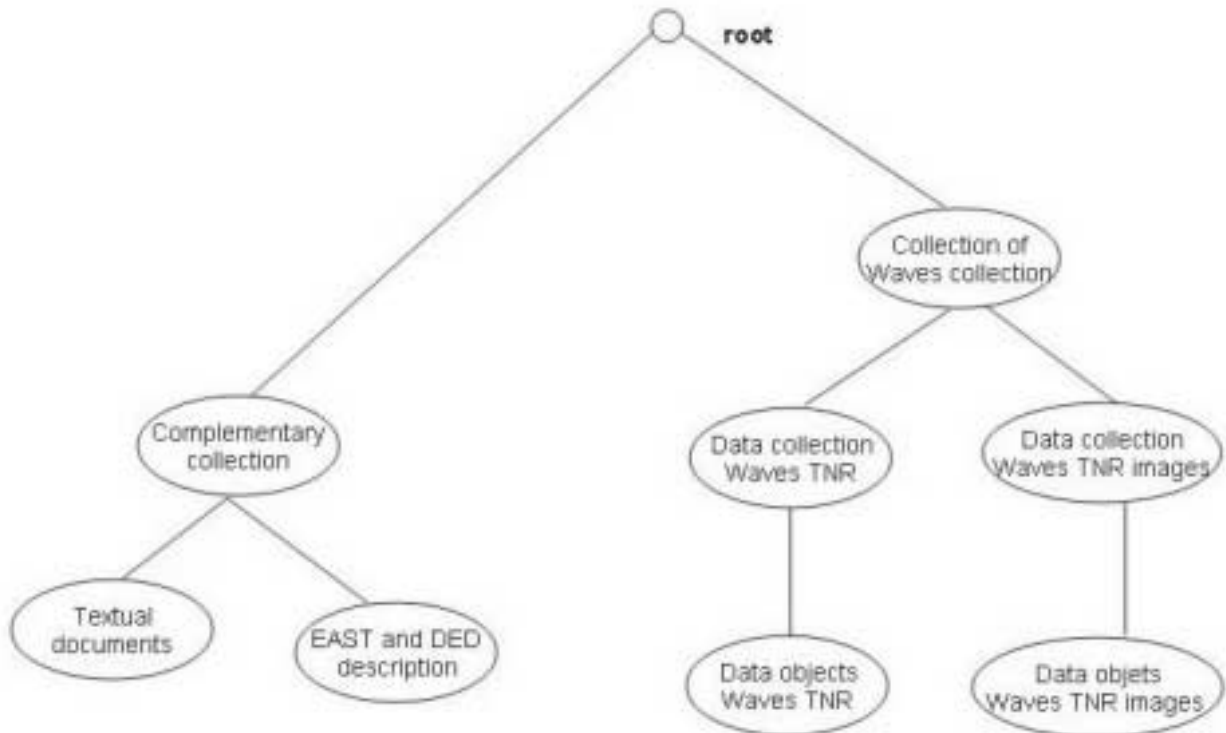 root
Collection of
Waves collection
Complementary
collection
Data collection
Waves TNR
Data collection
Waves TNR images
Textual
documents
EAST and DED
description
Data objects
Waves TNR
Data objets
Waves TNR images